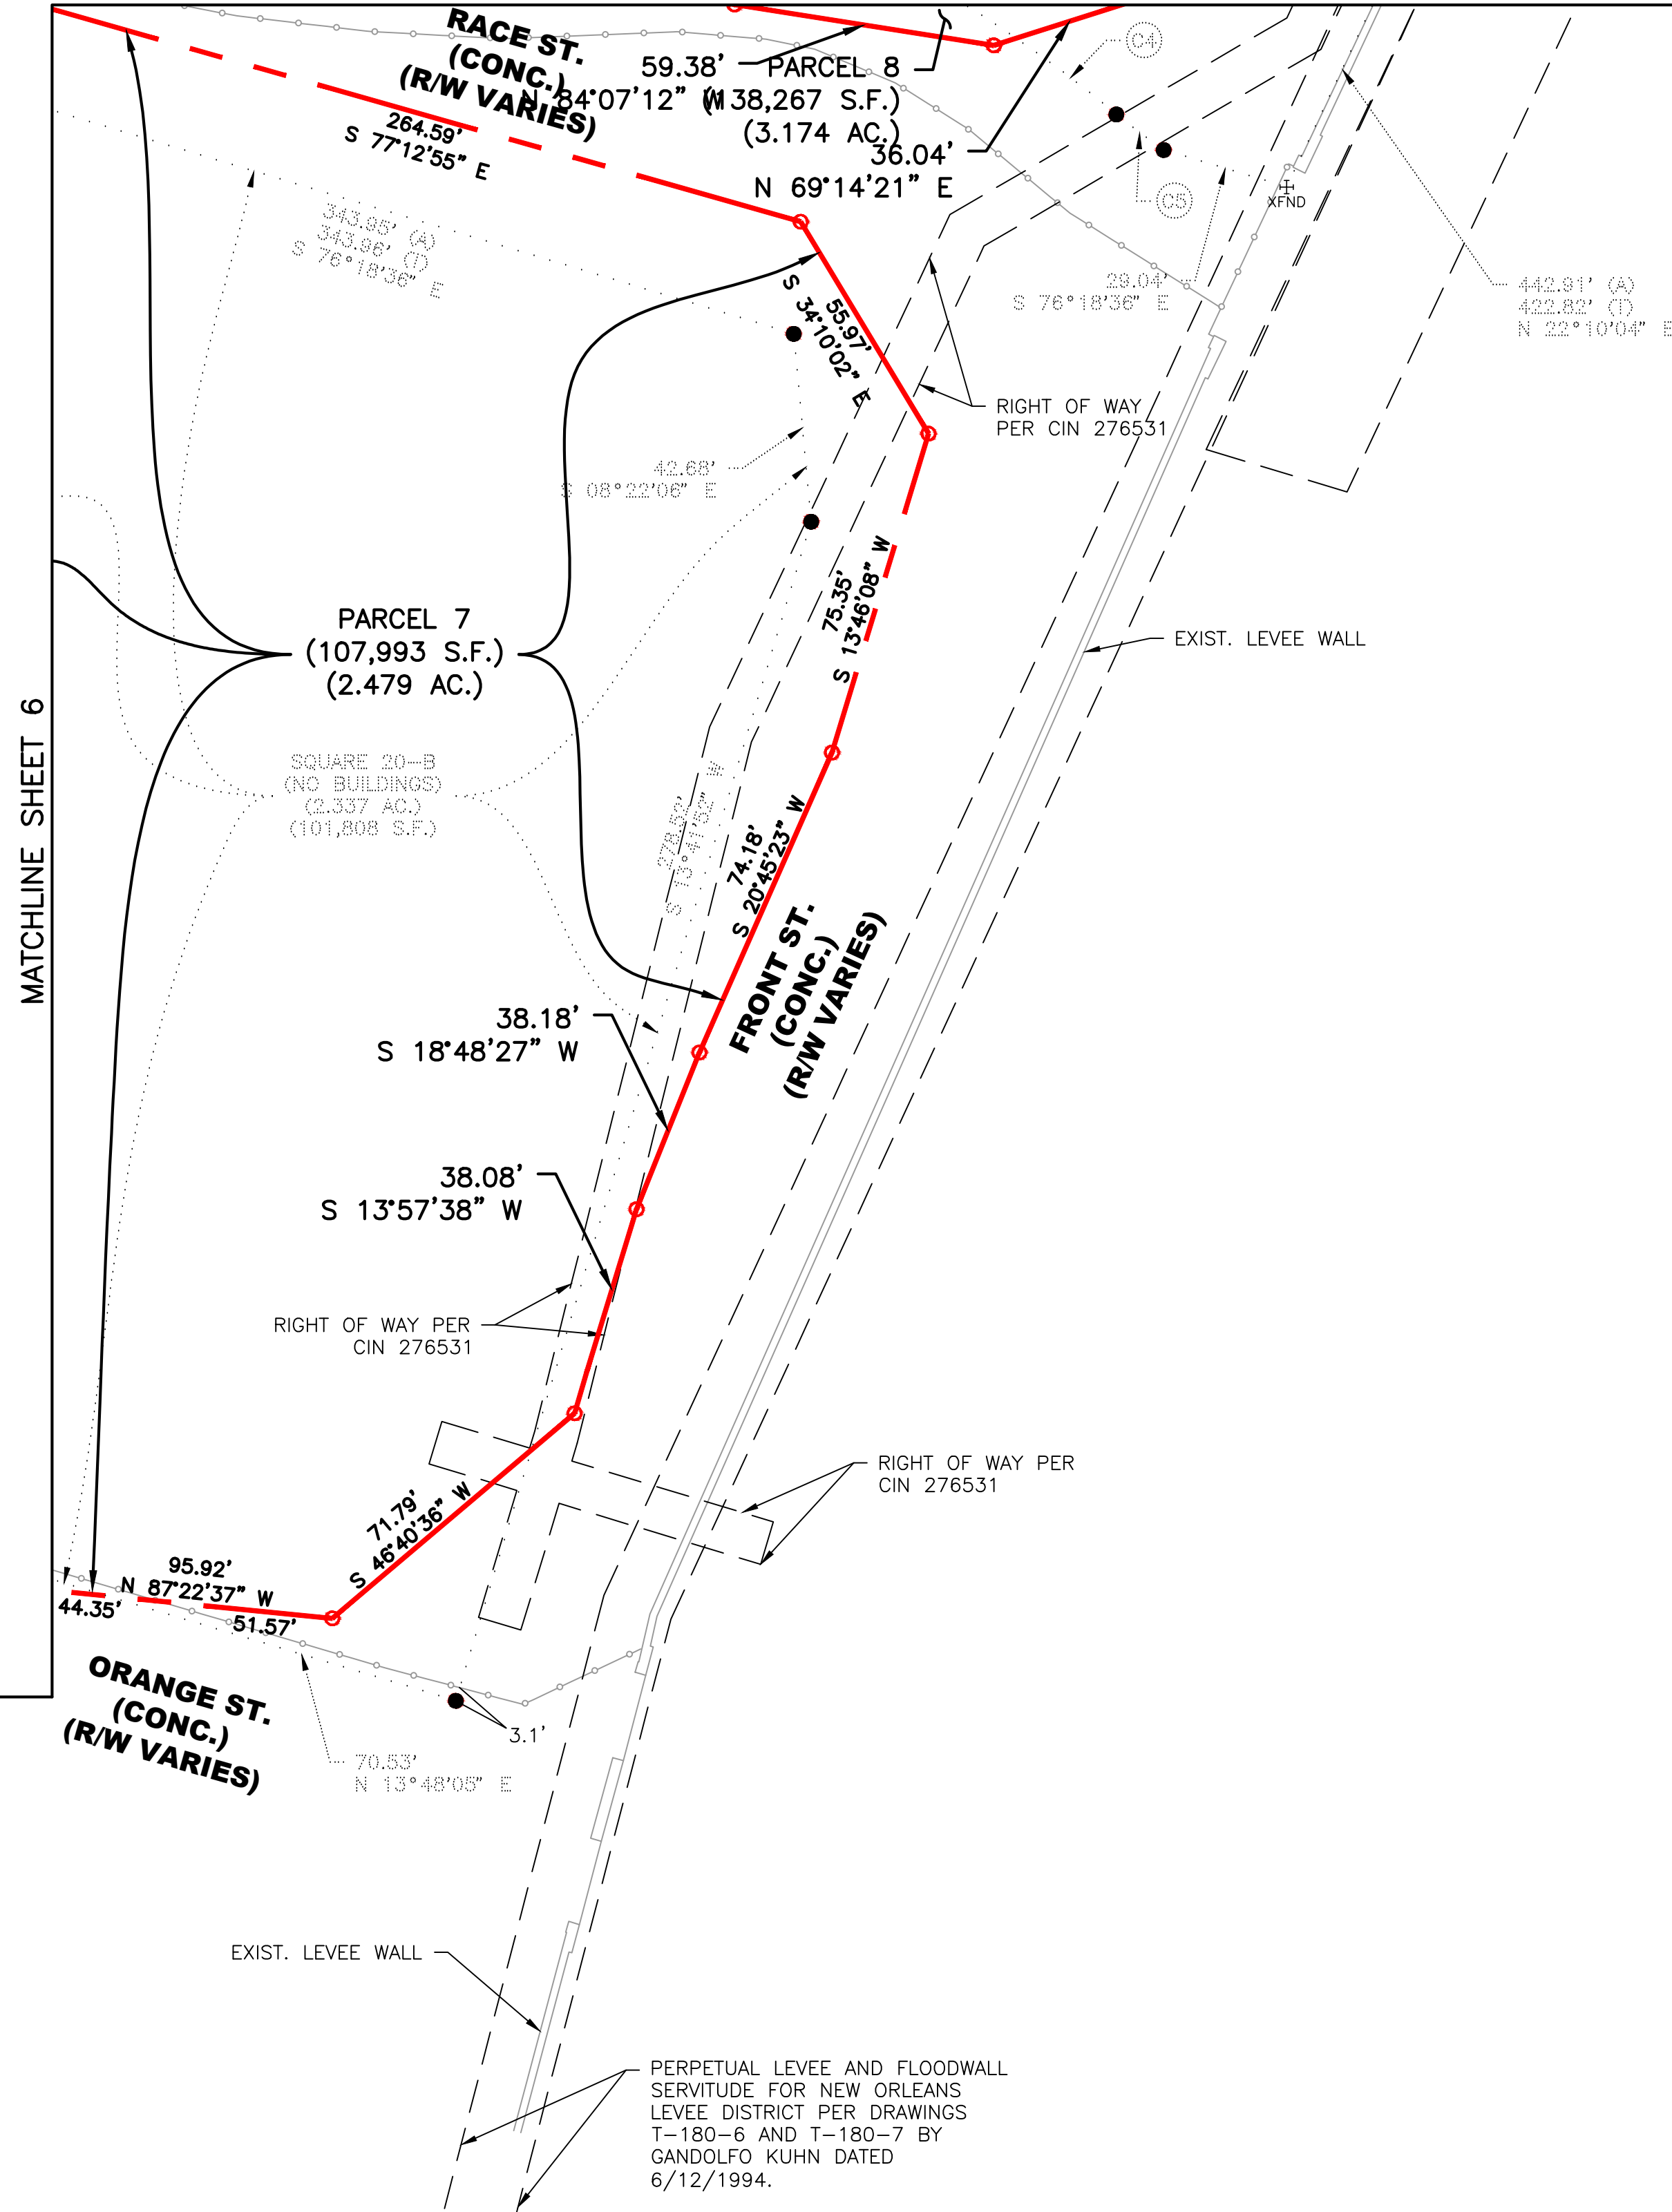 RACE ST.
(CONC.)
(R/W VARIES)
59.38'
N 84°07'12" W
PARCEL 8
(138,267 S.F.)
(3.174 AC.)
36.04'
N 69°14'21" E
C4
C5
XFND
264.59'
S 77°12'55" E
343.95' (A)
343.96' (T)
S 76°18'36" E
29.04'
S 76°18'36" E
442.91' (A)
422.82' (T)
N 22°10'04" E
55.97'
S 34°10'02" E
RIGHT OF WAY
PER CIN 276531
42.68'
S 08°22'06" E
75.35'
S 13°46'08" W
PARCEL 7
(107,993 S.F.)
(2.479 AC.)
EXIST. LEVEE WALL
MATCHLINE SHEET 6
SQUARE 20-B
(NO BUILDINGS)
(2.337 AC.)
(101,808 S.F.)
278.52'
S 13°41'52" W
74.18'
S 20°45'23" W
FRONT ST.
(CONC.)
(R/W VARIES)
38.18'
S 18°48'27" W
38.08'
S 13°57'38" W
RIGHT OF WAY PER
CIN 276531
RIGHT OF WAY PER
CIN 276531
71.79'
S 46°40'36" W
95.92'
N 87°22'37" W
44.35'
51.57'
ORANGE ST.
(CONC.)
(R/W VARIES)
3.1'
70.53'
N 13°48'05" E
EXIST. LEVEE WALL
PERPETUAL LEVEE AND FLOODWALL
SERVITUDE FOR NEW ORLEANS
LEVEE DISTRICT PER DRAWINGS
T-180-6 AND T-180-7 BY
GANDOLFO KUHN DATED
6/12/1994.